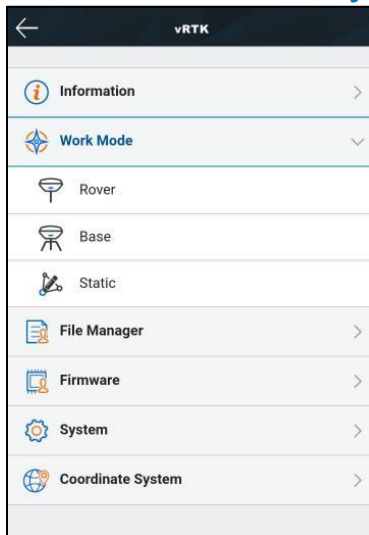 vRTK
Information
Work Mode
Rover
Base
Static
File Manager
Firmware
System
Coordinate System